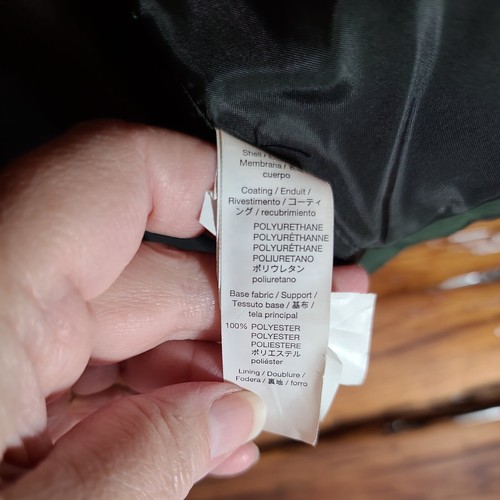 Shell /
Membrana /
cuerpo
Coating / Enduit /
Rivestimento / コーティ
ング / recubrimiento
POLYURETHANE
POLYURÉTHANNE
POLYURÉTHANE
POLIURETANO
ポリウレタン
poliuretano
Base fabric / Support /
Tessuto base / 基布 /
tela principal
100% POLYESTER
POLYESTER
POLIESTERE
ポリエステル
poliéster
Lining / Doublure /
Fodera / 裏地 / forro